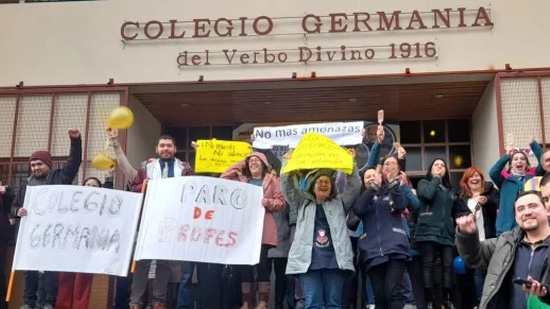 COLEGIO GERMANIA
del Verbo Divino 1916
No mas amenazas
COLEGIO
GERMANIA
PARO
DE
PROFES